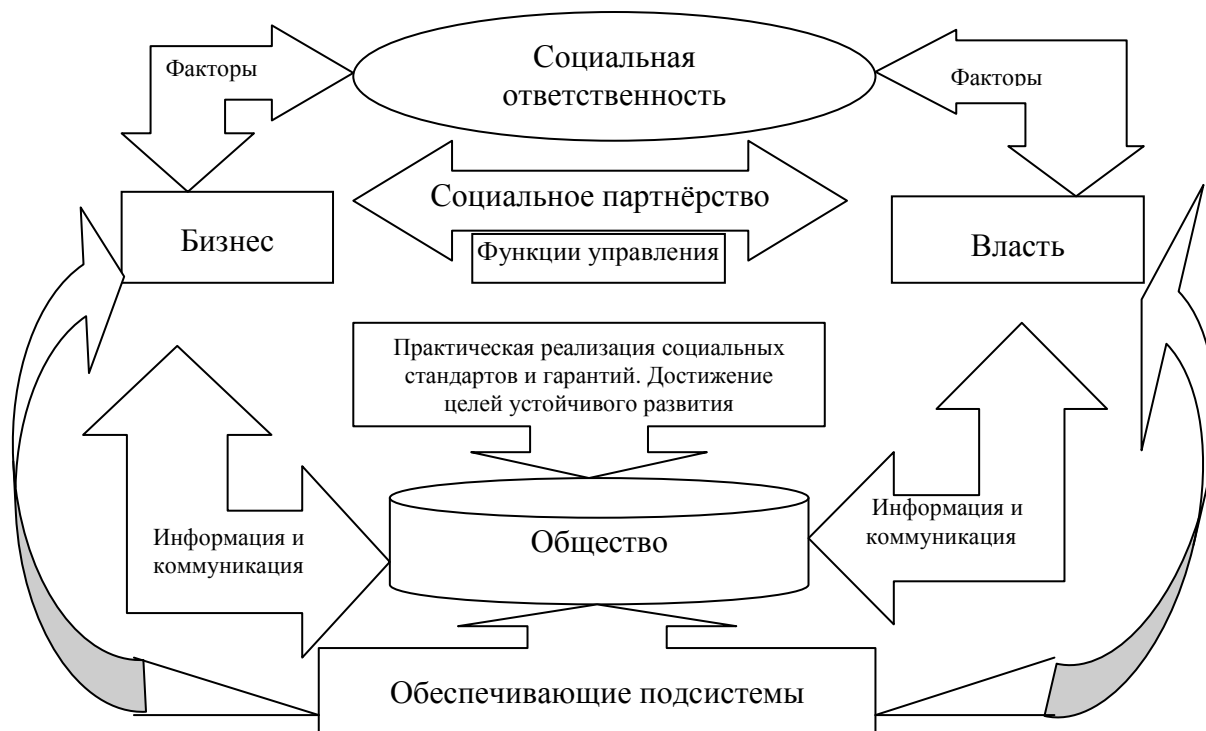 Социальная
ответственность
Факторы
Факторы
Социальное партнёрство
Бизнес
Функции управления
Власть
Практическая реализация социальных
стандартов и гарантий. Достижение
целей устойчивого развития
Информация и
коммуникация
Общество
Информация и
коммуникация
Обеспечивающие подсистемы